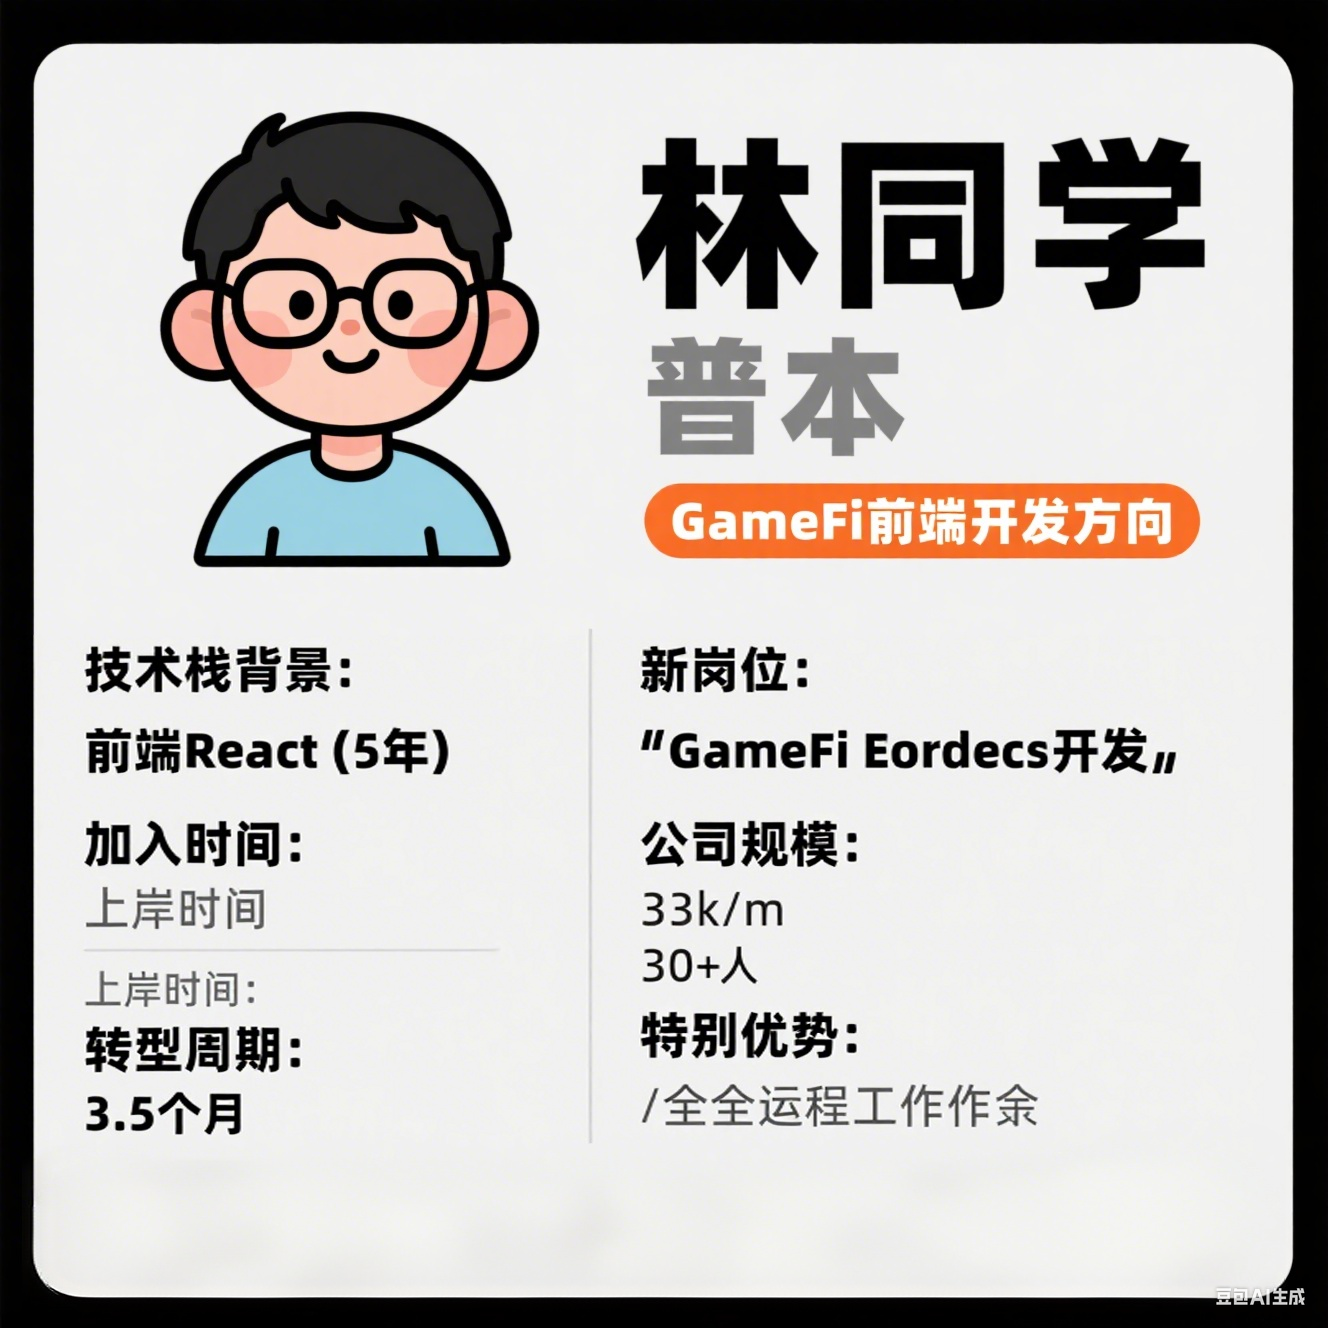 林同学
普本
GameFi前端开发方向
技术栈背景：
前端React (5年)
加入时间：
上岸时间
上岸时间：
转型周期：
3.5个月
新岗位：
“GameFi Eordecs开发„
公司规模：
33k/m
30+人
特别优势：
/全全运程工作作汆
豆包AI生成